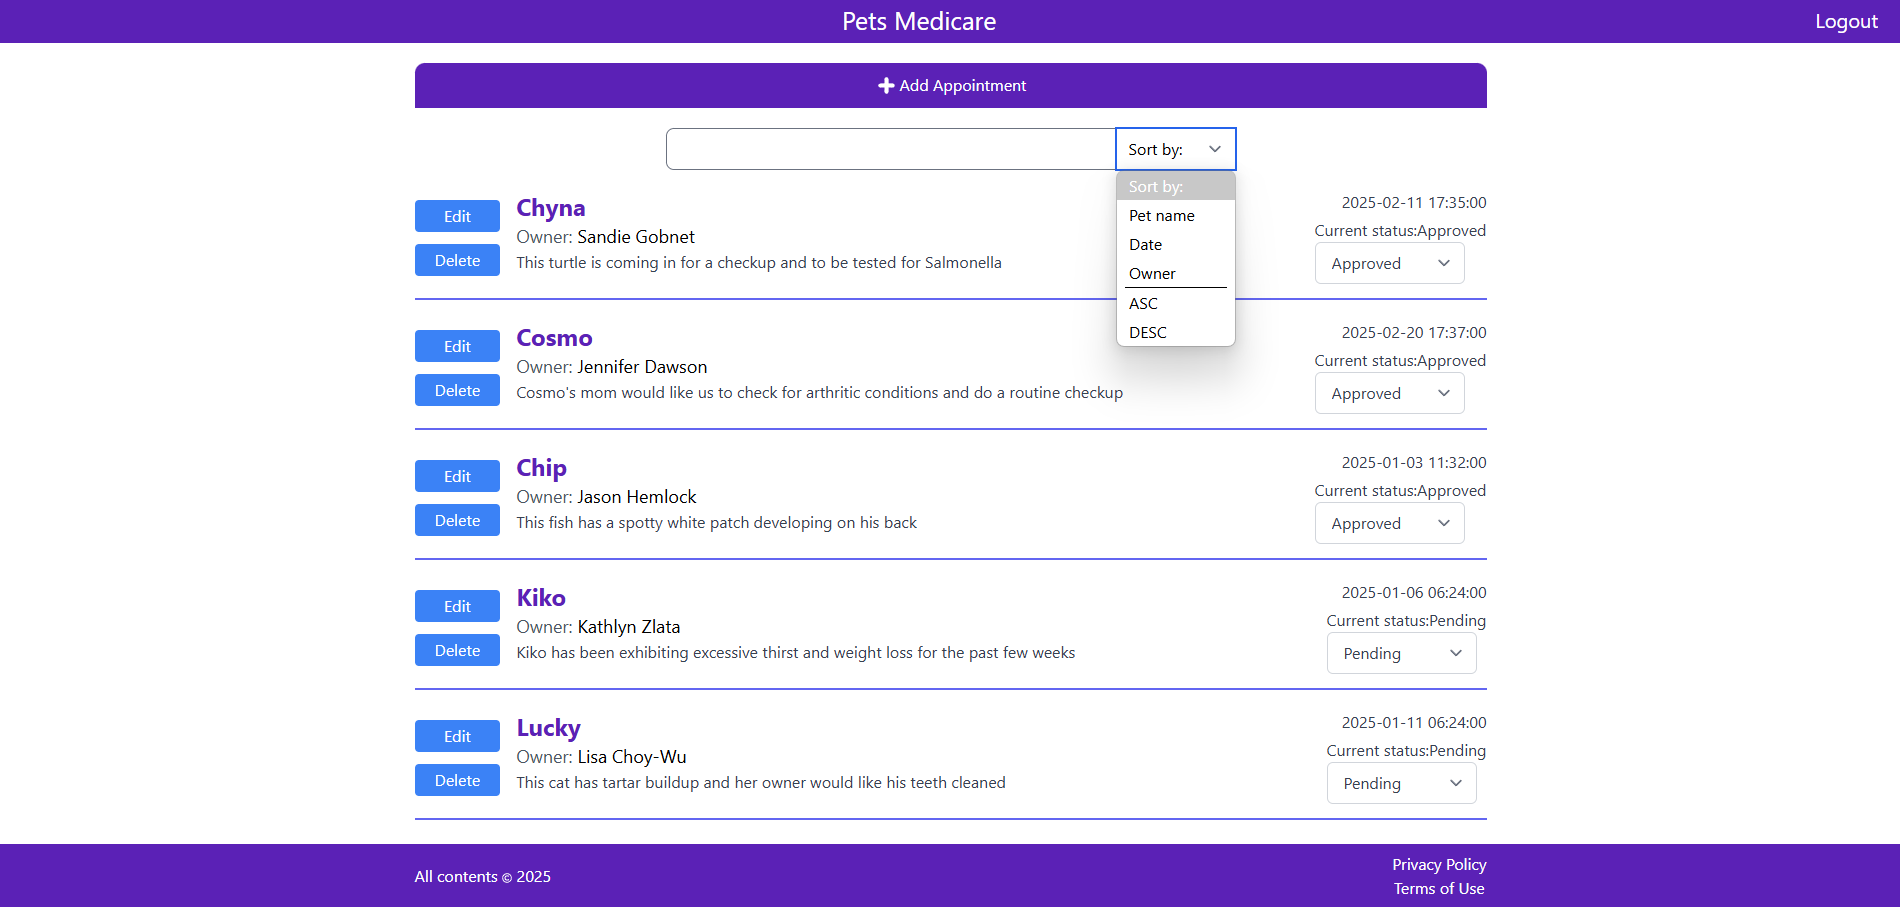 Pets Medicare
Logout
Add Appointment
Sort by:
Sort by:
Pet name
Date
Owner
ASC
DESC
Edit
Delete
Chyna
Owner: Sandie Gobnet
This turtle is coming in for a checkup and to be tested for Salmonella
2025-02-11 17:35:00
Current status:Approved
Approved
Edit
Delete
Cosmo
Owner: Jennifer Dawson
Cosmo's mom would like us to check for arthritic conditions and do a routine checkup
2025-02-20 17:37:00
Current status:Approved
Approved
Edit
Delete
Chip
Owner: Jason Hemlock
This fish has a spotty white patch developing on his back
2025-01-03 11:32:00
Current status:Approved
Approved
Edit
Delete
Kiko
Owner: Kathlyn Zlata
Kiko has been exhibiting excessive thirst and weight loss for the past few weeks
2025-01-06 06:24:00
Current status:Pending
Pending
Edit
Delete
Lucky
Owner: Lisa Choy-Wu
This cat has tartar buildup and her owner would like his teeth cleaned
2025-01-11 06:24:00
Current status:Pending
Pending
All contents © 2025
Privacy Policy
Terms of Use